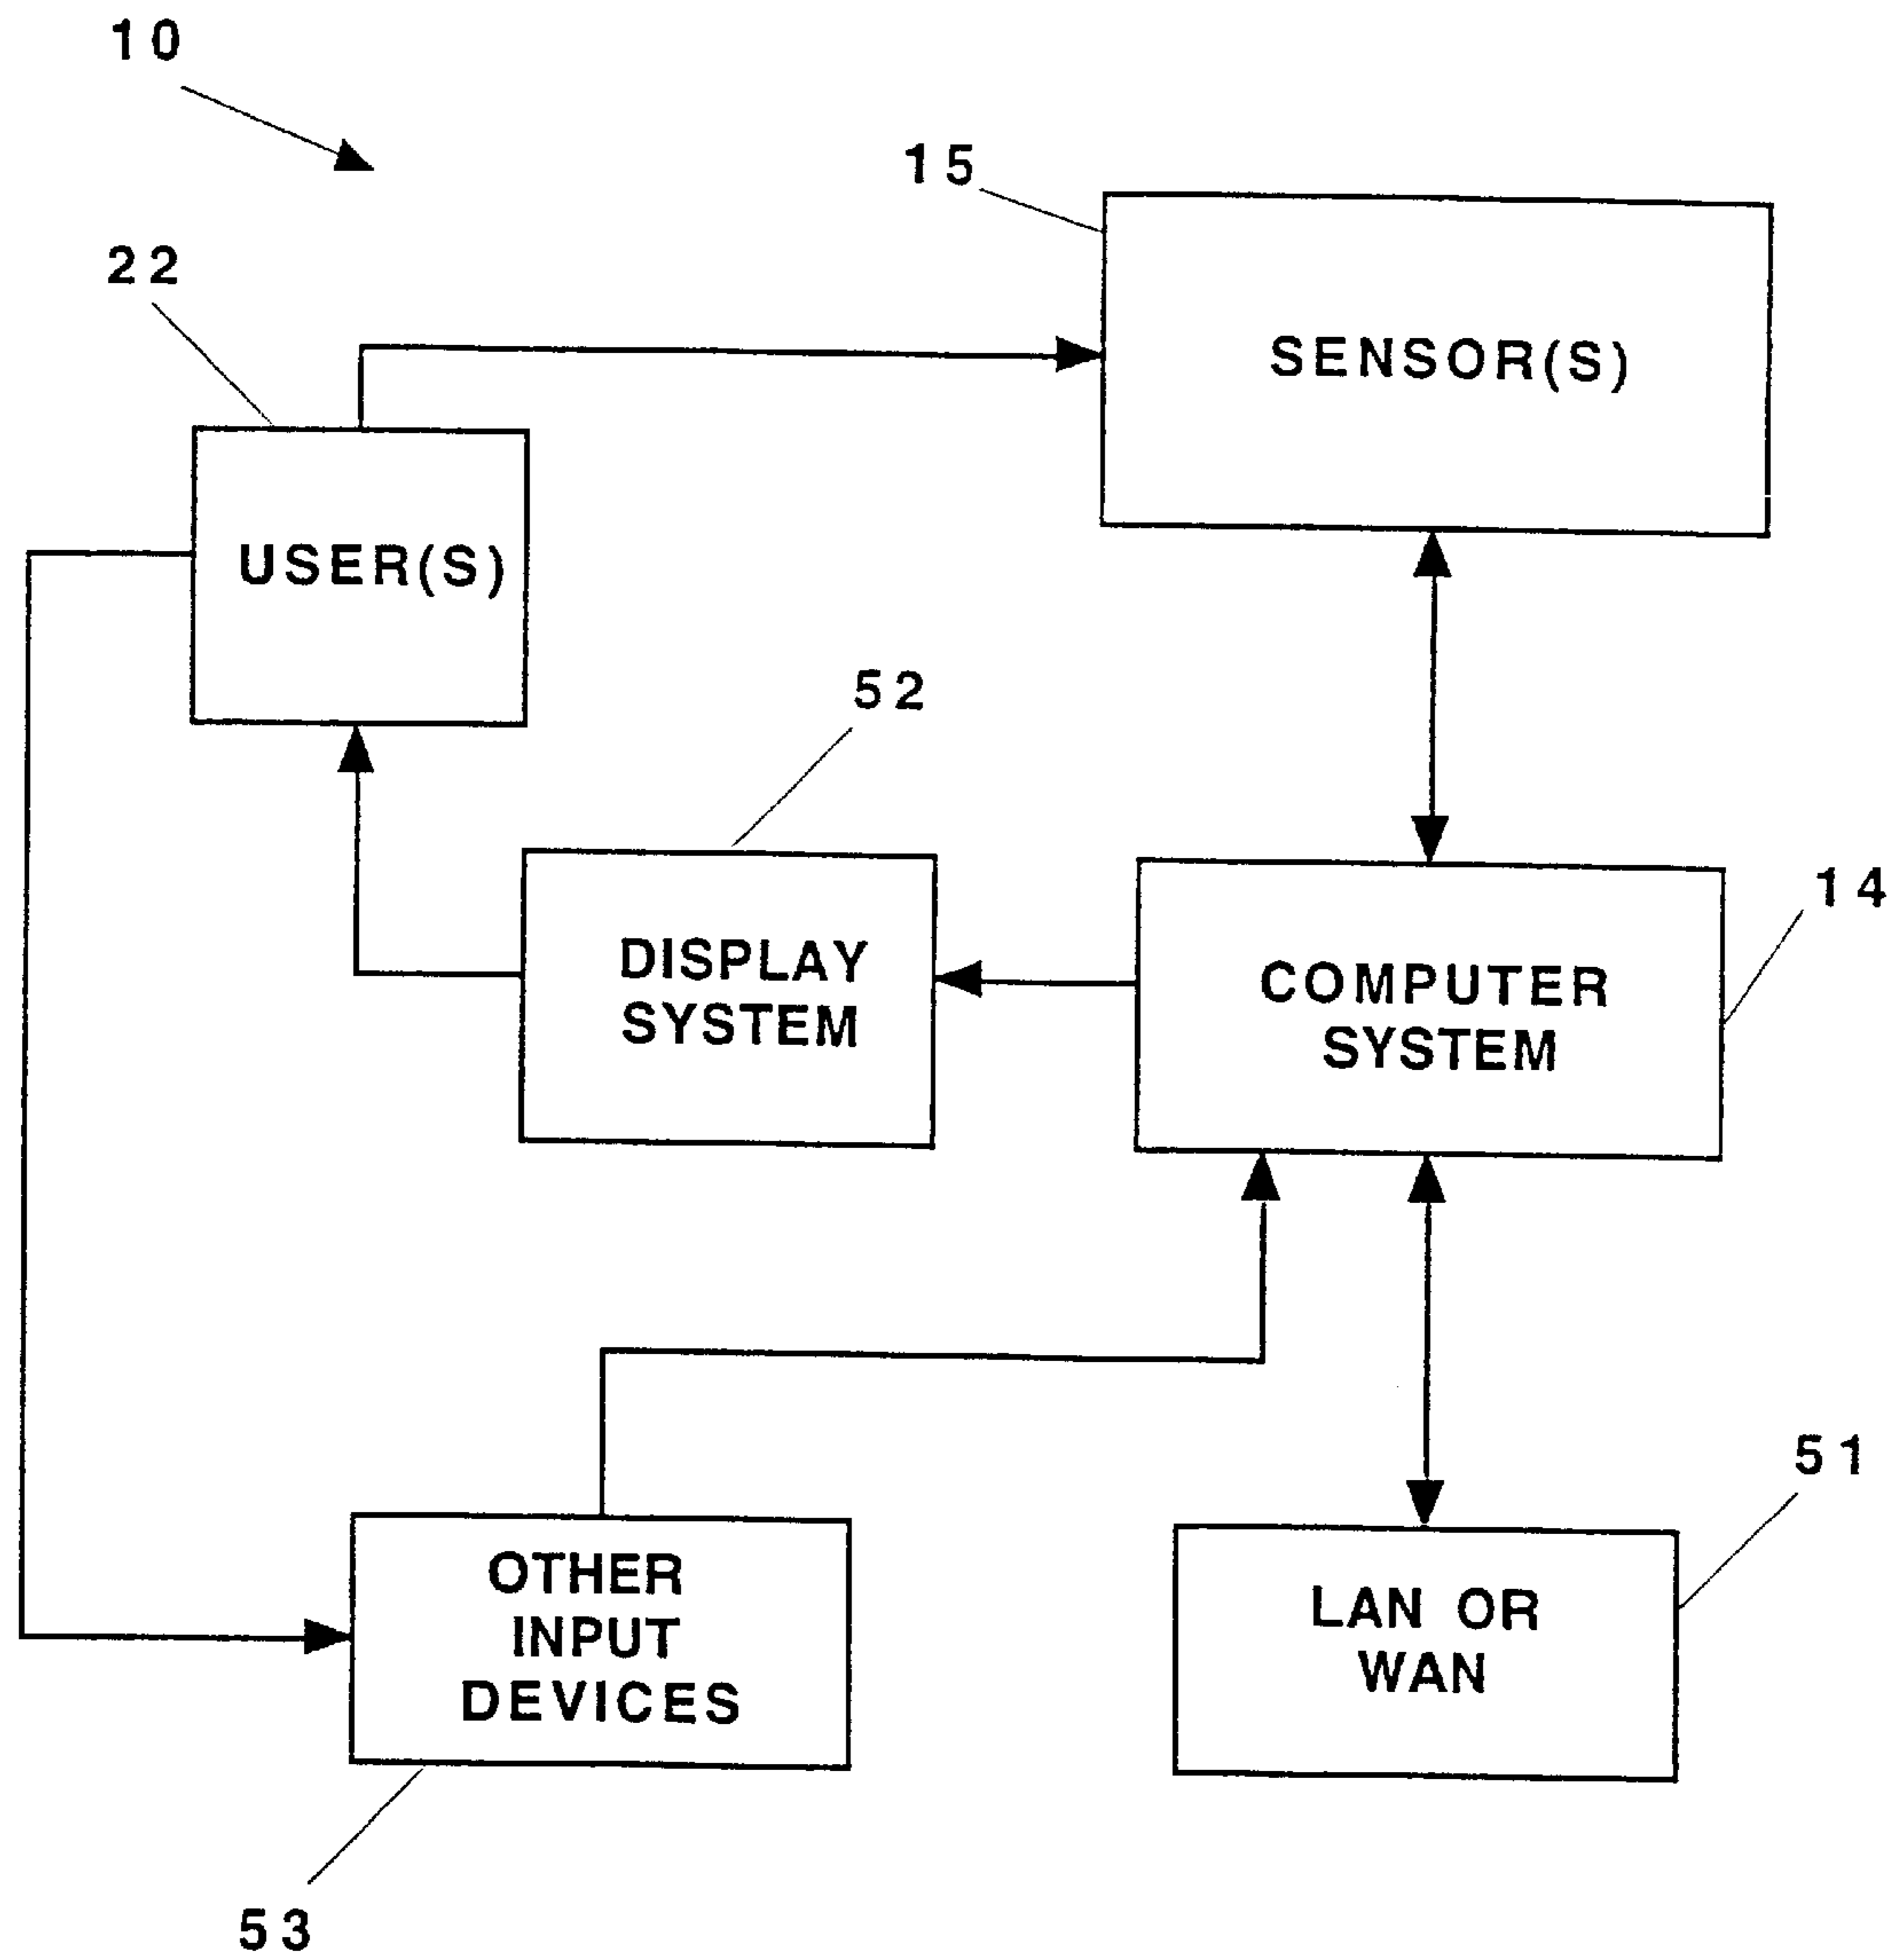 10
15
22
SENSOR(S)
USER(S)
52
14
DISPLAY
SYSTEM
COMPUTER
SYSTEM
51
OTHER
INPUT
DEVICES
LAN OR
WAN
53